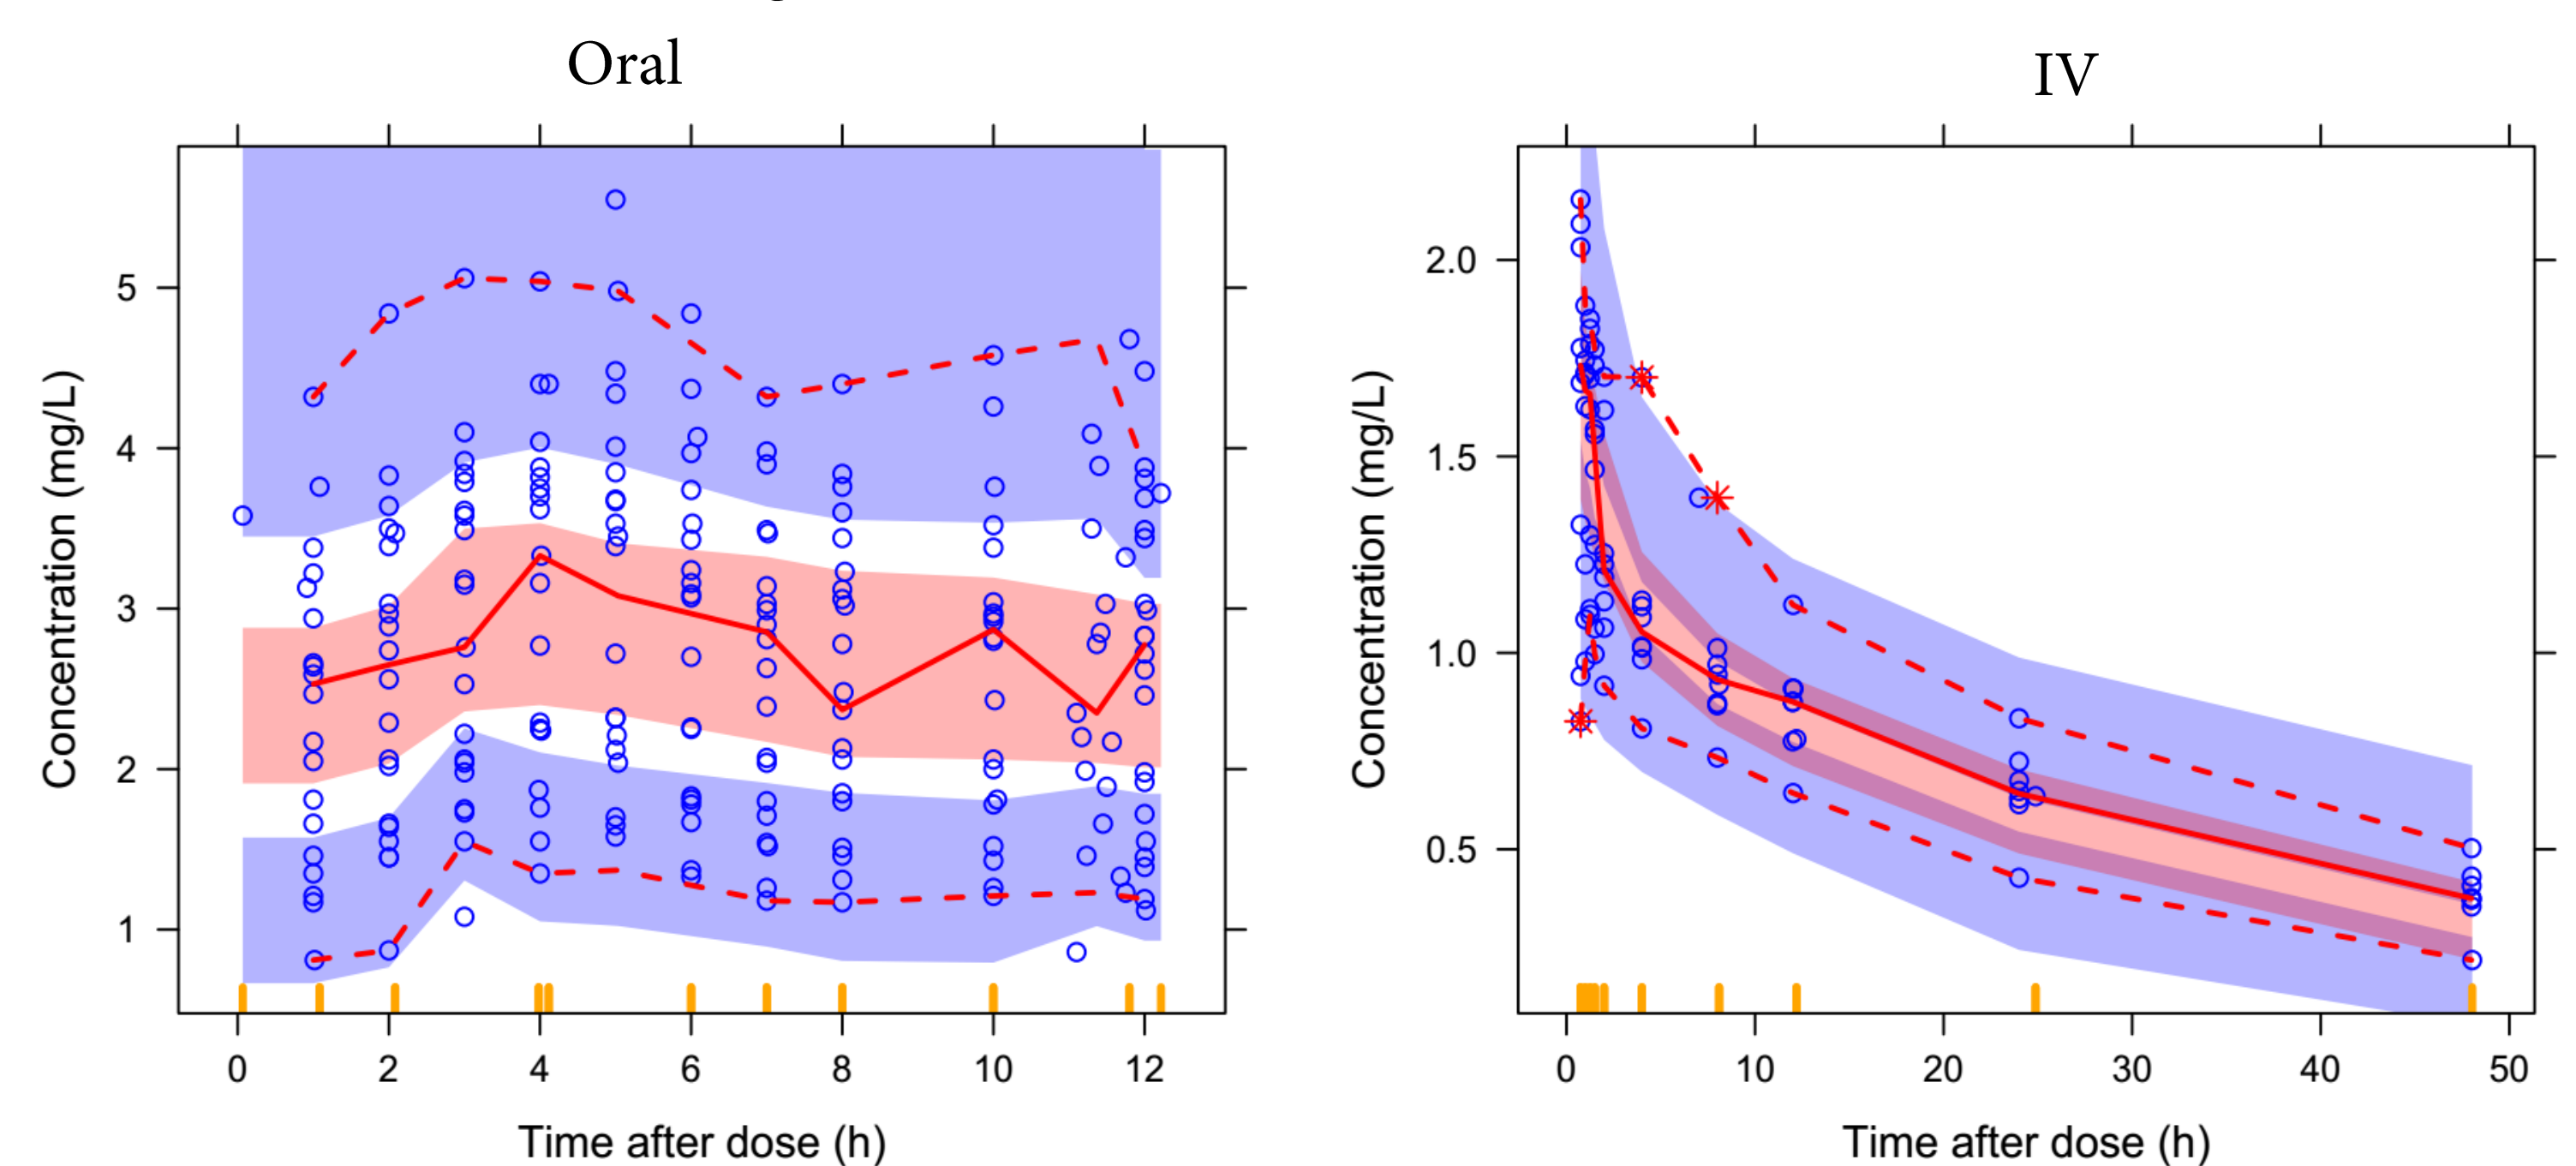 Oral
IV
Concentration (mg/L)
5
4
3
2
1
0 2 4 6 8 10 12
Time after dose (h)
Concentration (mg/L)
2.0
1.5
1.0
0.5
0 10 20 30 40 50
Time after dose (h)